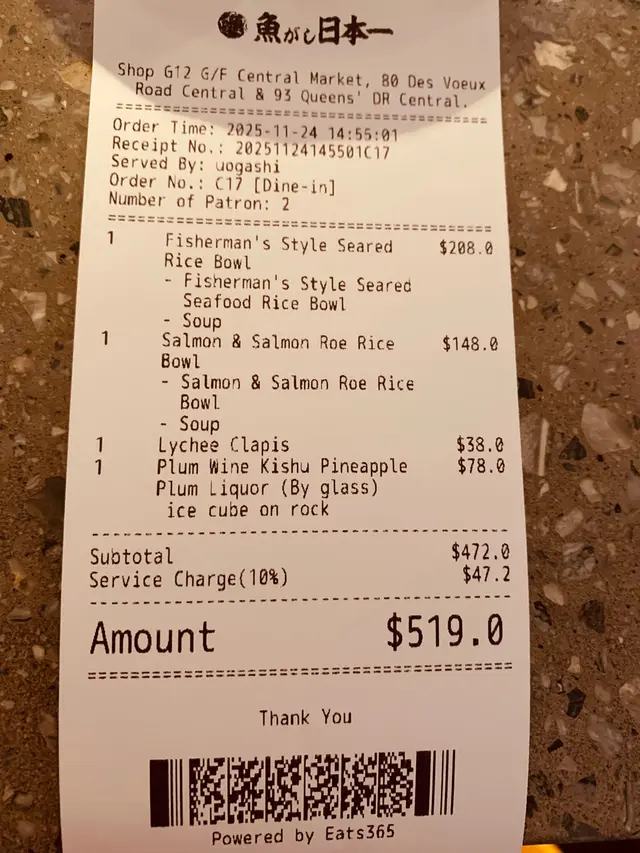 魚がし日本一
Shop G12 G/F Central Market, 80 Des Voeux
Road Central & 93 Queens' DR Central.
Order Time: 2025-11-24 14:55:01
Receipt No.: 20251124145501C17
Served By: uogashi
Order No.: C17 [Dine-in]
Number of Patron: 2
1 Fisherman's Style Seared $208.0
Rice Bowl
- Fisherman's Style Seared
Seafood Rice Bowl
- Soup
1 Salmon & Salmon Roe Rice $148.0
Bowl
- Salmon & Salmon Roe Rice
Bowl
- Soup
1 Lychee Clapis $38.0
1 Plum Wine Kishu Pineapple $78.0
Plum Liquor (By glass)
ice cube on rock
Subtotal $472.0
Service Charge(10%) $47.2
Amount $519.0
Thank You
Powered by Eats365